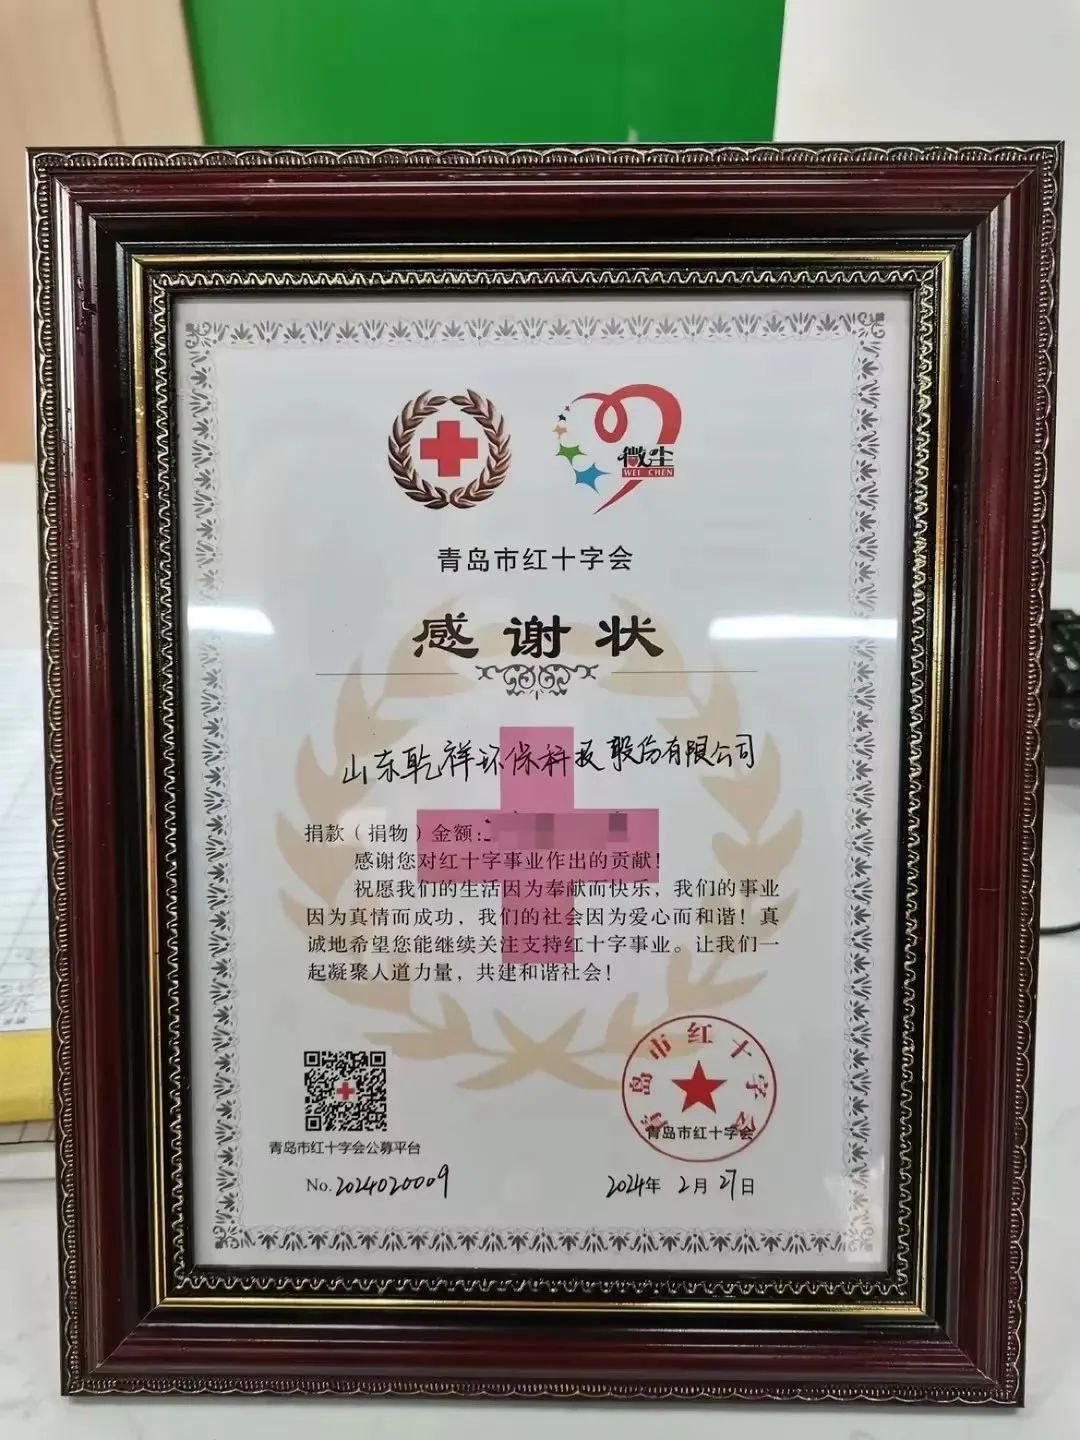 微尘
WEI CHEN
青岛市红十字会
感谢状
山东乾祥环保科技股份有限公司
捐款（捐物）金额:
感谢您对红十字事业作出的贡献！
祝愿我们的生活因为奉献而快乐，我们的事业
因为真情而成功，我们的社会因为爱心而和谐！真
诚地希望您能继续关注支持红十字事业。让我们一
起凝聚人道力量，共建和谐社会！
青岛市红十字会
青岛市红十字会
青岛市红十字会公募平台
No.2024020009
2024年2月27日